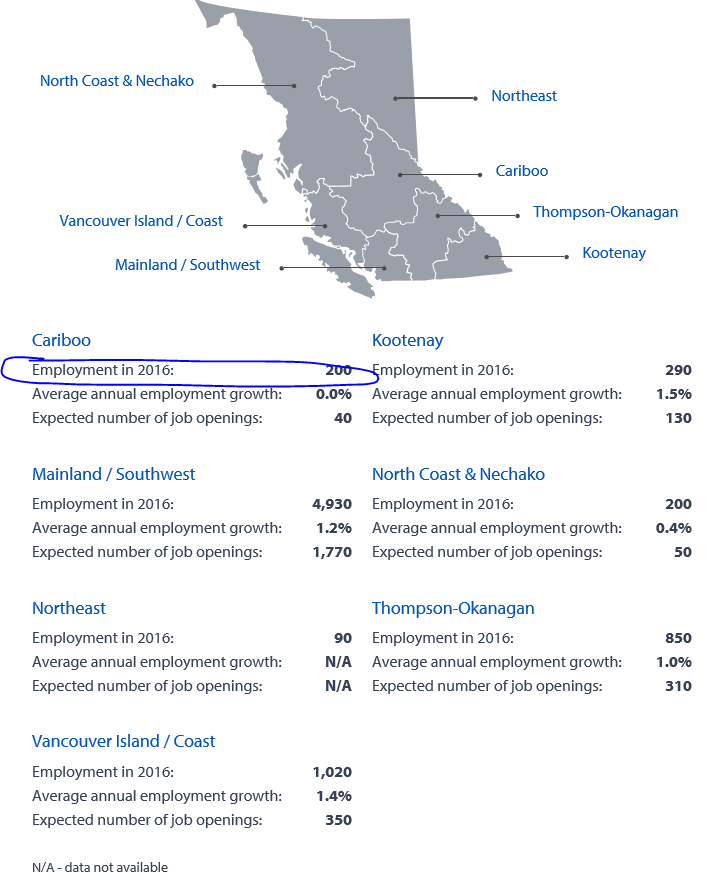 North Coast & Nechako
Northeast
Cariboo
Thompson-Okanagan
Vancouver Island / Coast
Kootenay
Mainland / Southwest
Cariboo
Employment in 2016: 200
Average annual employment growth: 0.0%
Expected number of job openings: 40
Kootenay
Employment in 2016: 290
Average annual employment growth: 1.5%
Expected number of job openings: 130
Mainland / Southwest
Employment in 2016: 4,930
Average annual employment growth: 1.2%
Expected number of job openings: 1,770
North Coast & Nechako
Employment in 2016: 200
Average annual employment growth: 0.4%
Expected number of job openings: 50
Northeast
Employment in 2016: 90
Average annual employment growth: N/A
Expected number of job openings: N/A
Thompson-Okanagan
Employment in 2016: 850
Average annual employment growth: 1.0%
Expected number of job openings: 310
Vancouver Island / Coast
Employment in 2016: 1,020
Average annual employment growth: 1.4%
Expected number of job openings: 350
N/A - data not available